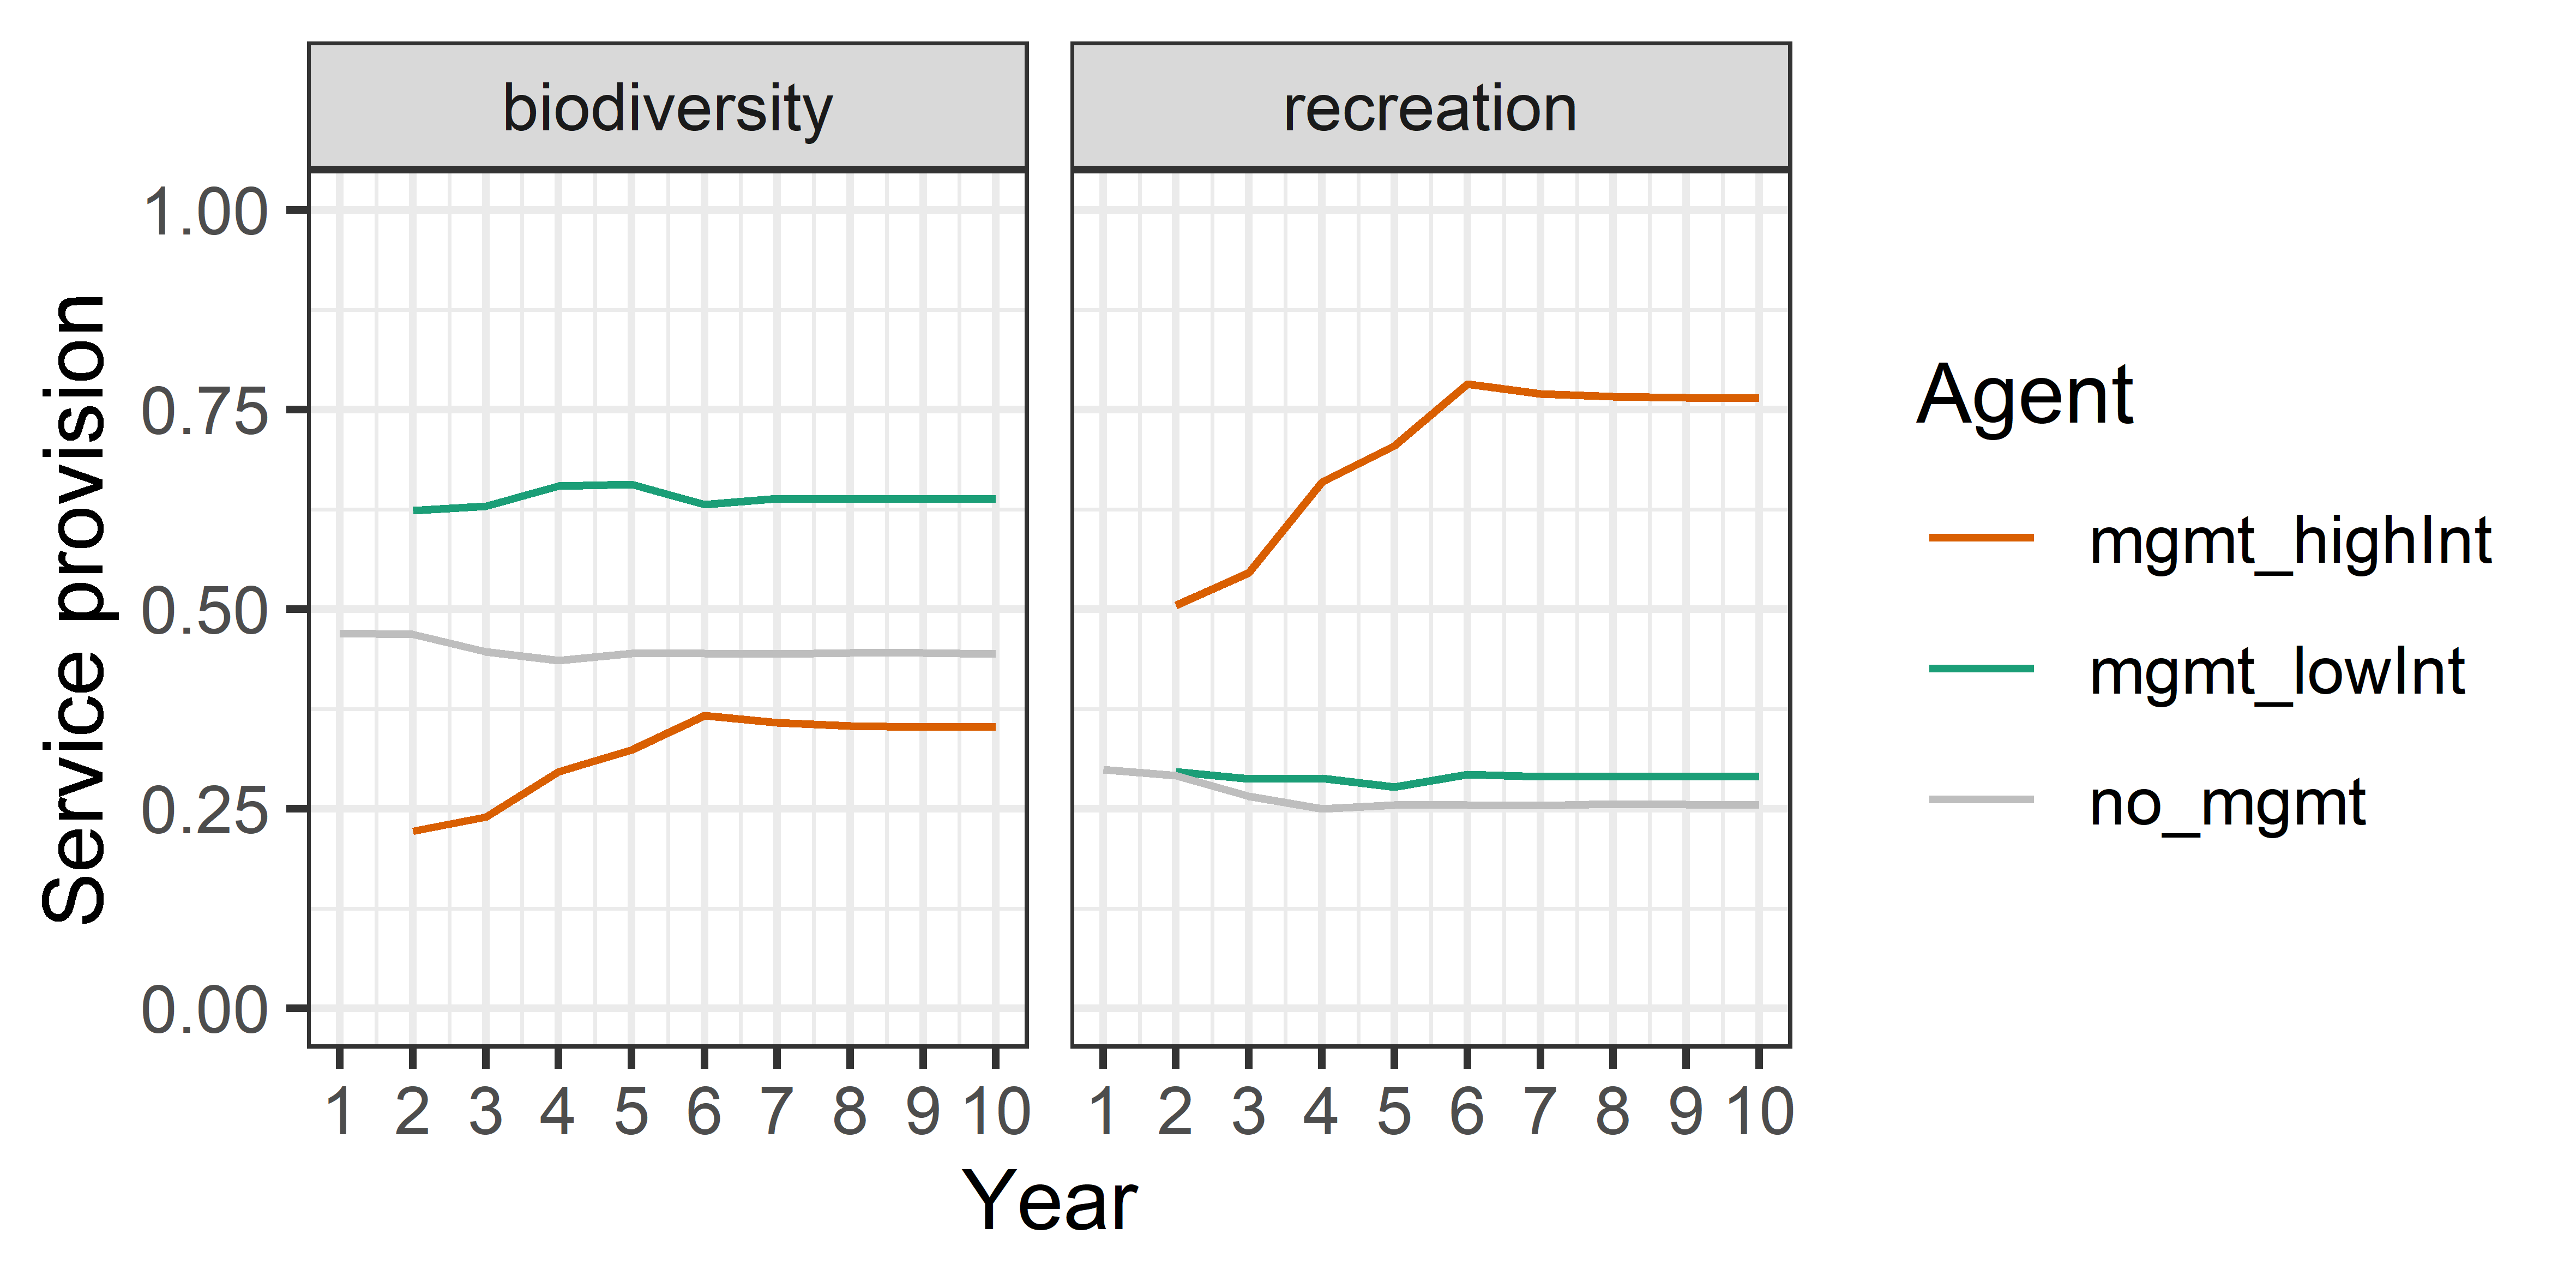 biodiversity
recreation
Service provision
1.00
0.75
0.50
0.25
0.00
1 2 3 4 5 6 7 8 9 10
1 2 3 4 5 6 7 8 9 10
Year
Agent
mgmt_highInt
mgmt_lowInt
no_mgmt